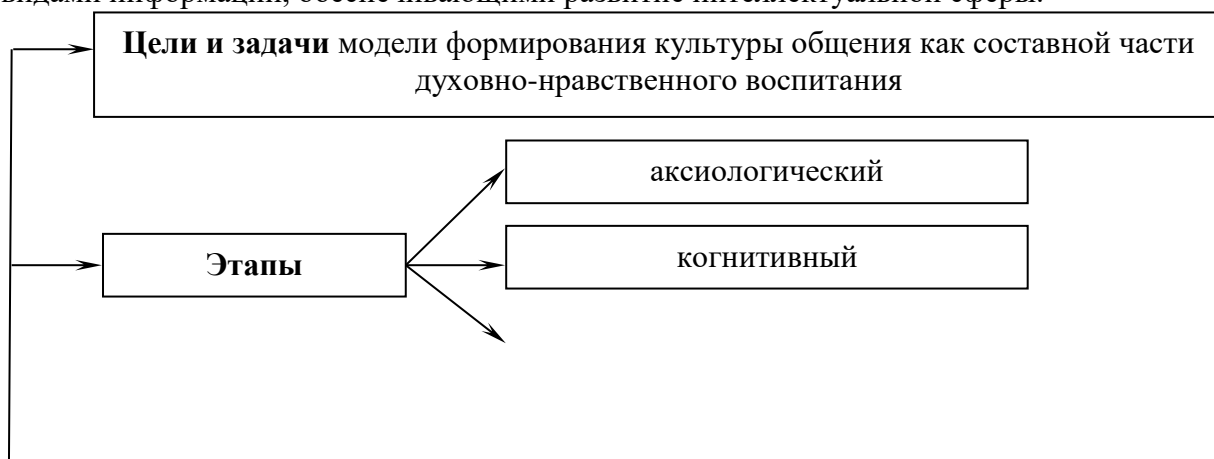 видами информации, обеспечивающими развитие интеллектуальной сферы.
Цели и задачи модели формирования культуры общения как составной части
духовно-нравственного воспитания
аксиологический
когнитивный
Этапы